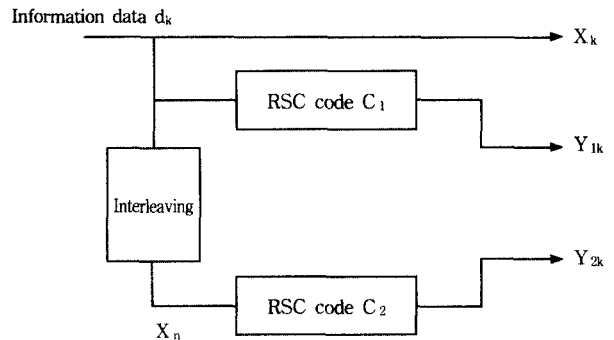 Information data dₖ
Xₖ
RSC code C₁
Y₁ₖ
Interleaving
Y₂ₖ
RSC code C₂
Xₙ